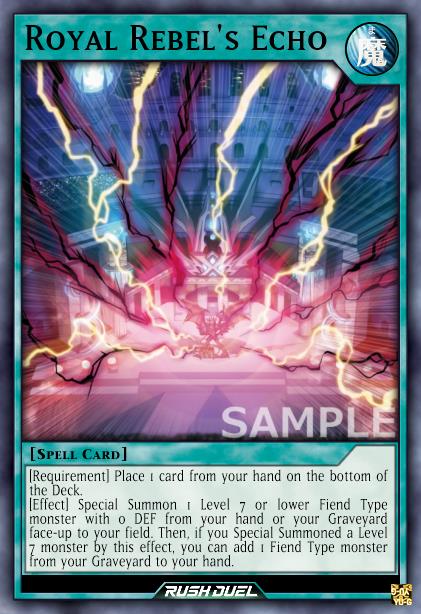 Royal Rebel's Echo
ま
魔
SAMPLE
[Spell Card]
[Requirement] Place 1 card from your hand on the bottom of
the Deck.
[Effect] Special Summon 1 Level 7 or lower Fiend Type
monster with 0 DEF from your hand or your Graveyard
face-up to your field. Then, if you Special Summoned a Level
7 monster by this effect, you can add 1 Fiend Type monster
from your Graveyard to your hand.
RUSH DUEL